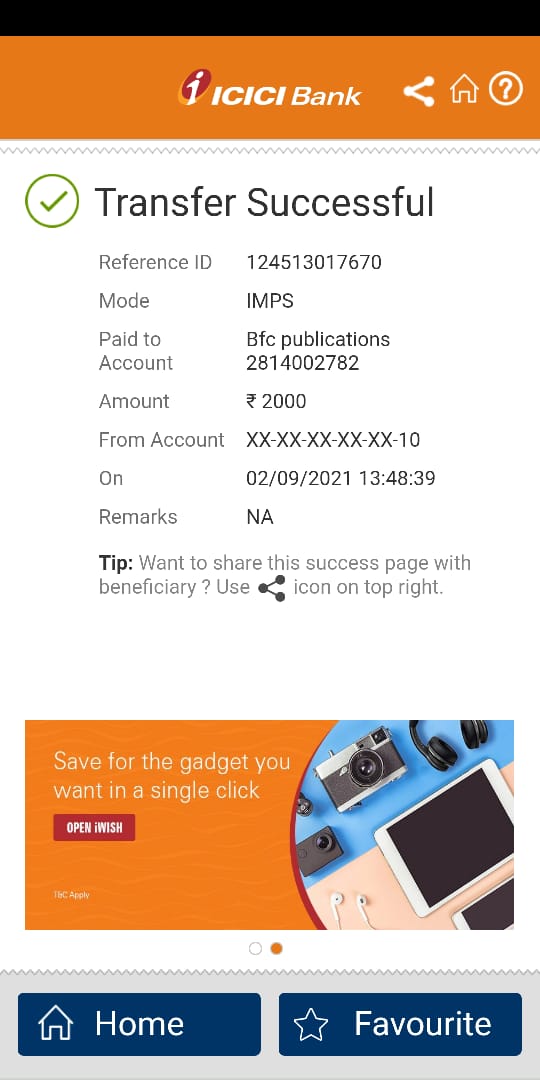 ICICI Bank
Transfer Successful
Reference ID 124513017670
Mode IMPS
Paid to Bfc publications
Account 2814002782
Amount ₹ 2000
From Account XX-XX-XX-XX-XX-10
On 02/09/2021 13:48:39
Remarks NA
Tip: Want to share this success page with
beneficiary ? Use icon on top right.
Save for the gadget you
want in a single click
OPEN iWISH
T&C Apply
Home Favourite